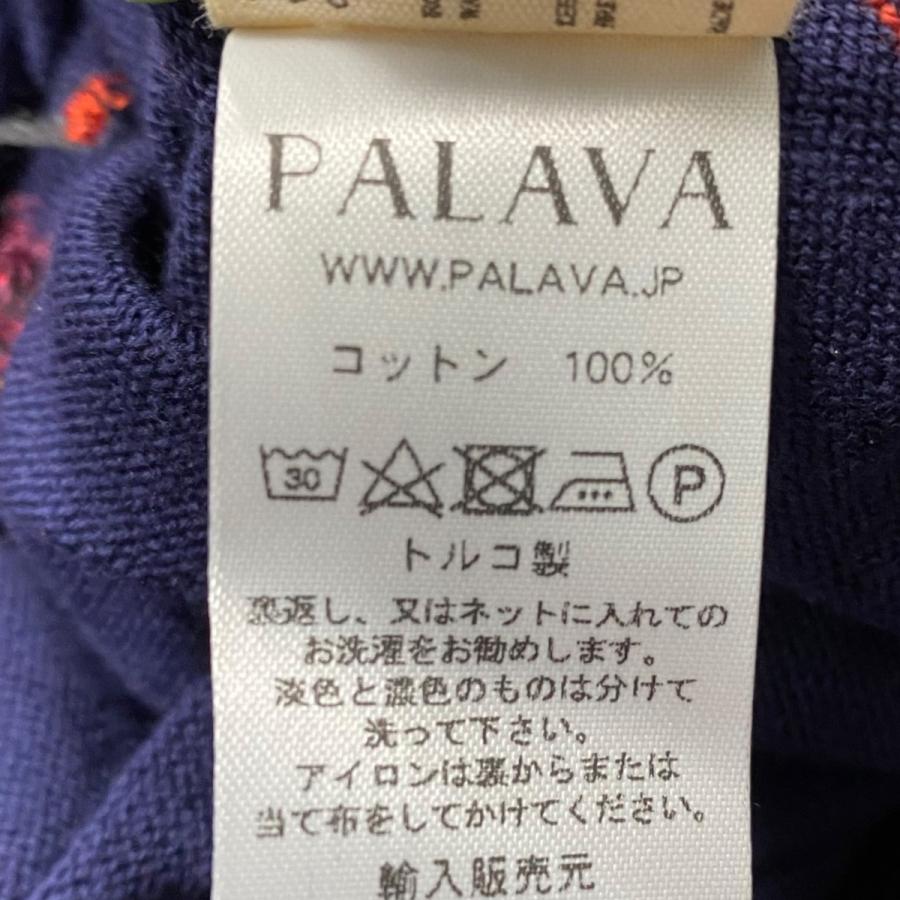 PALAVA
WWW.PALAVA.JP
コットン 100%
30 P
トルコ製
裏返し、又はネットに入れての
お洗濯をお勧めします。
淡色と濃色のものは分けて
洗って下さい。
アイロンは裏からまたは
当て布をしてかけてください。
輸入販売元